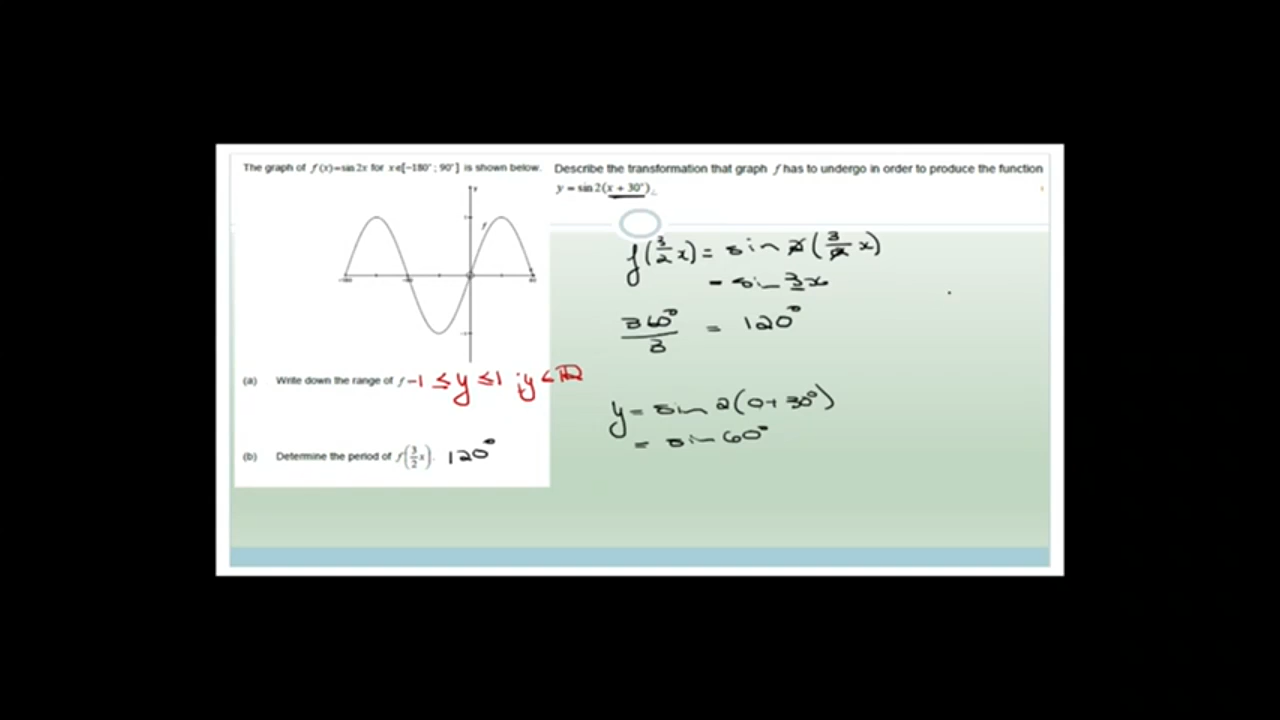 The graph of f(x)=sin 2x for x∈[−180°; 90°] is shown below.
y
f
(a) Write down the range of f −1 ≤ y ≤ 1 ; y ∈ ℝ
(b) Determine the period of f(3/2 x). 120°
Describe the transformation that graph f has to undergo in order to produce the function
y = sin 2(x + 30°).
f(3/2 x) = sin 2(3/2 x)
= sin 3x
360°/3 = 120°
y = sin 2(0+30°)
= sin 60°